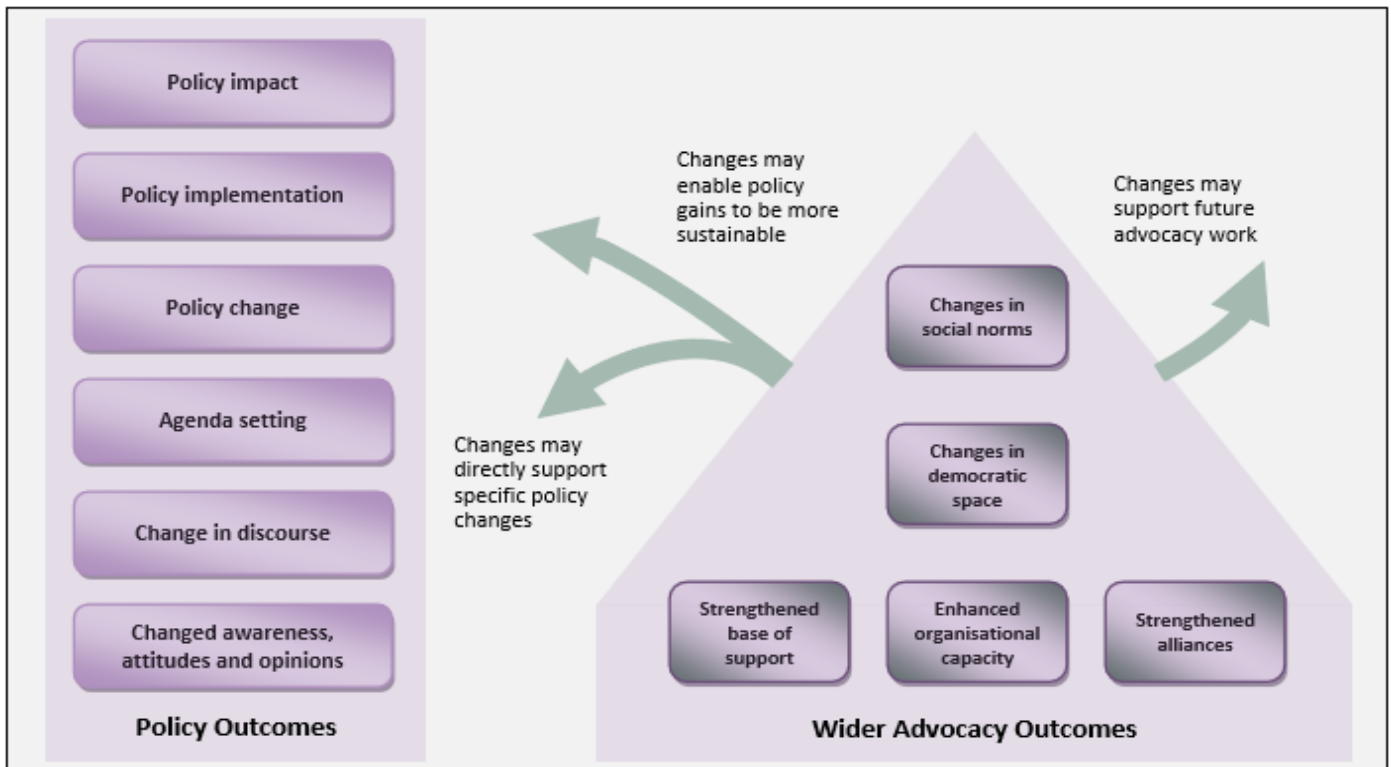 Policy impact
Policy implementation
Policy change
Agenda setting
Change in discourse
Changed awareness,
attitudes and opinions
Policy Outcomes
Changes may
enable policy
gains to be more
sustainable
Changes may
directly support
specific policy
changes
Changes may
support future
advocacy work
Changes in
social norms
Changes in
democratic
space
Strengthened
base of
support
Enhanced
organisational
capacity
Strengthened
alliances
Wider Advocacy Outcomes